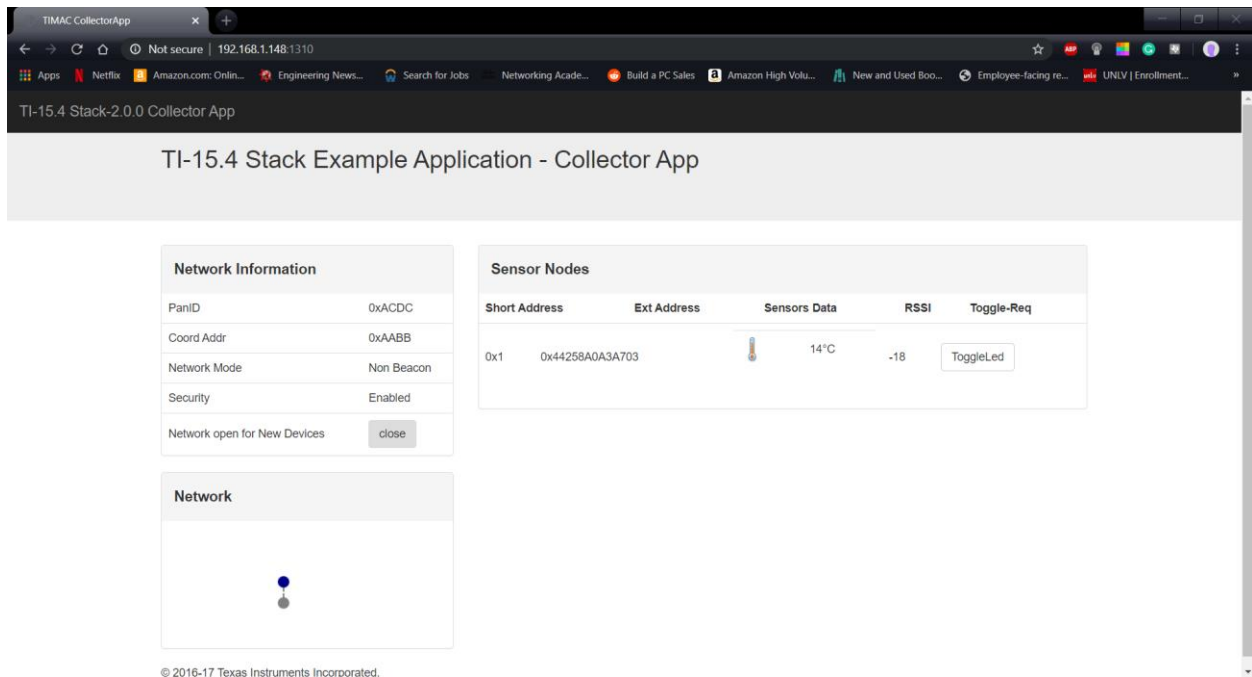 TIMAC CollectorApp
Not secure | 192.168.1.148:1310
ABP
Apps Netflix Amazon.com: Onlin... Engineering News... Search for Jobs Networking Acade... Build a PC Sales Amazon High Volu... New and Used Boo... Employee-facing re... UNLV | Enrollment... »
TI-15.4 Stack-2.0.0 Collector App
TI-15.4 Stack Example Application - Collector App
Network Information
PanID 0xACDC
Coord Addr 0xAABB
Network Mode Non Beacon
Security Enabled
Network open for New Devices close
Sensor Nodes
Short Address Ext Address Sensors Data RSSI Toggle-Req
0x1 0x44258A0A3A703 14°C -18 ToggleLed
Network
© 2016-17 Texas Instruments Incorporated.